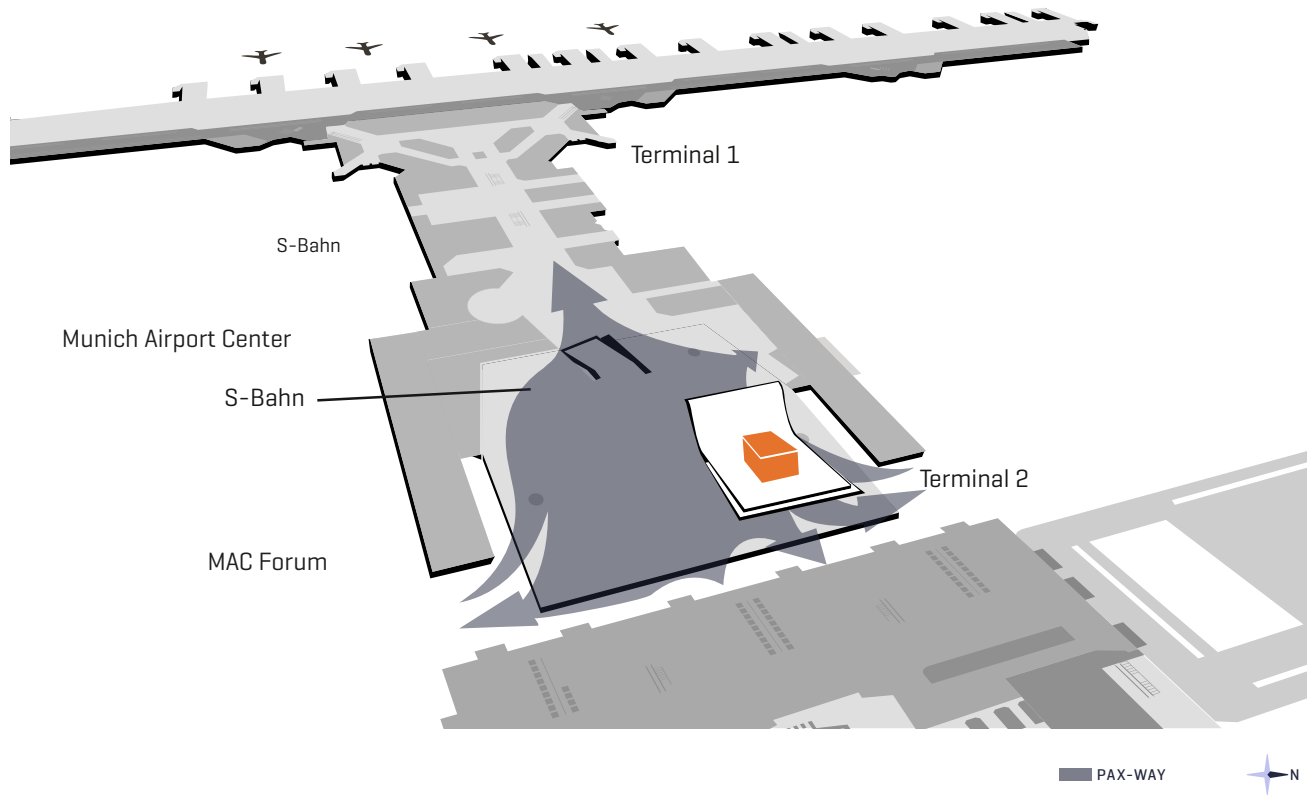 Terminal 1
S-Bahn
Munich Airport Center
S-Bahn
Terminal 2
MAC Forum
PAX-WAY
N